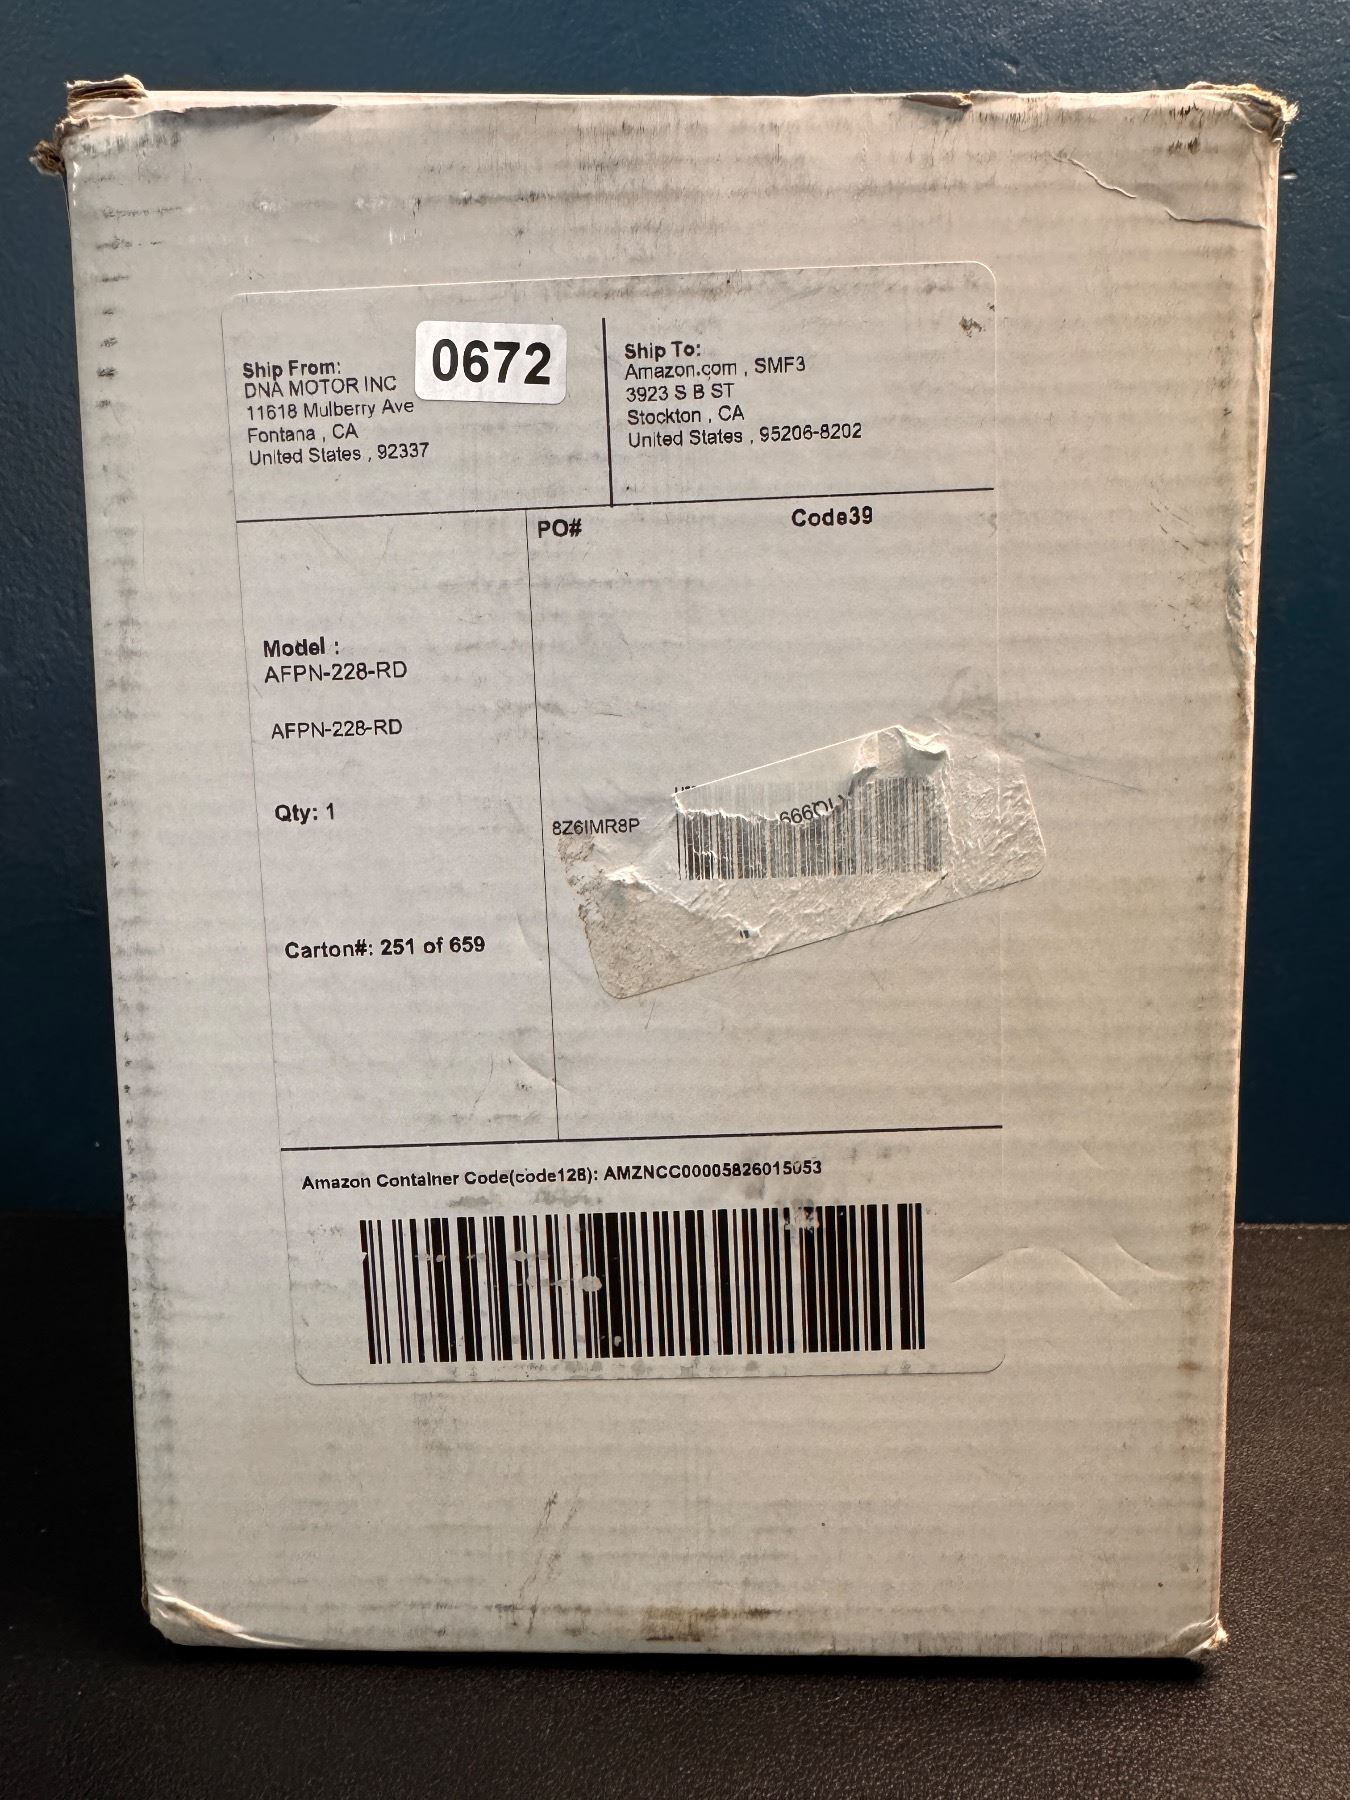 Ship From:
DNA MOTOR INC
11618 Mulberry Ave
Fontana , CA
United States , 92337
0672
Ship To:
Amazon.com , SMF3
3923 S B ST
Stockton , CA
United States , 95206-8202
PO#
Code39
Model :
AFPN-228-RD
AFPN-228-RD
Qty: 1
Carton#: 251 of 659
8Z6IMR8P
Amazon Container Code(code128): AMZNCC00005826015053